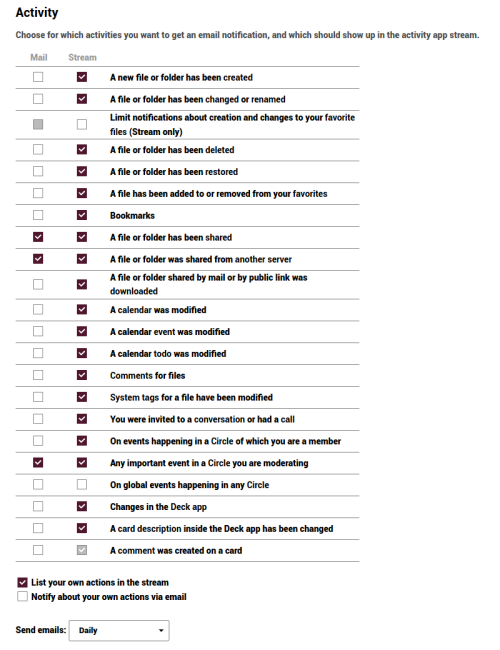 Activity
Choose for which activities you want to get an email notification, and which should show up in the activity app stream.
Mail Stream
A new file or folder has been created
A file or folder has been changed or renamed
Limit notifications about creation and changes to your favorite
files (Stream only)
A file or folder has been deleted
A file or folder has been restored
A file has been added to or removed from your favorites
Bookmarks
A file or folder has been shared
A file or folder was shared from another server
A file or folder shared by mail or by public link was
downloaded
A calendar was modified
A calendar event was modified
A calendar todo was modified
Comments for files
System tags for a file have been modified
You were invited to a conversation or had a call
On events happening in a Circle of which you are a member
Any important event in a Circle you are moderating
On global events happening in any Circle
Changes in the Deck app
A card description inside the Deck app has been changed
A comment was created on a card
List your own actions in the stream
Notify about your own actions via email
Send emails: Daily